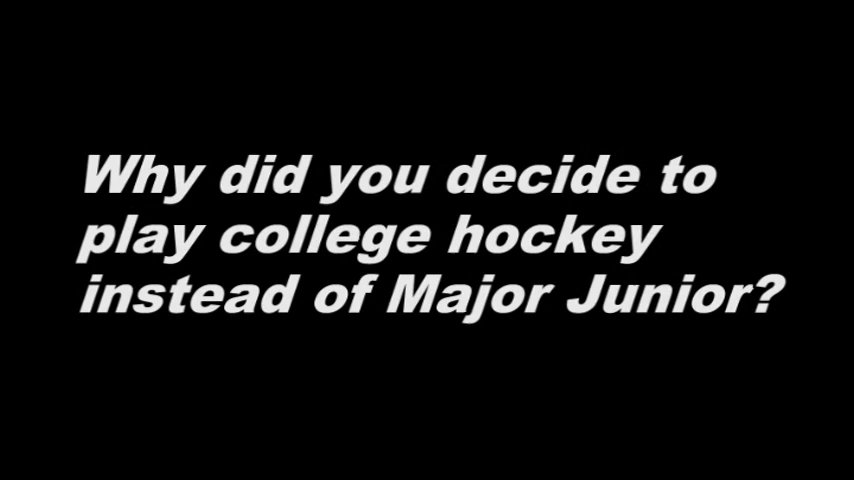 Why did you decide to
play college hockey
instead of Major Junior?